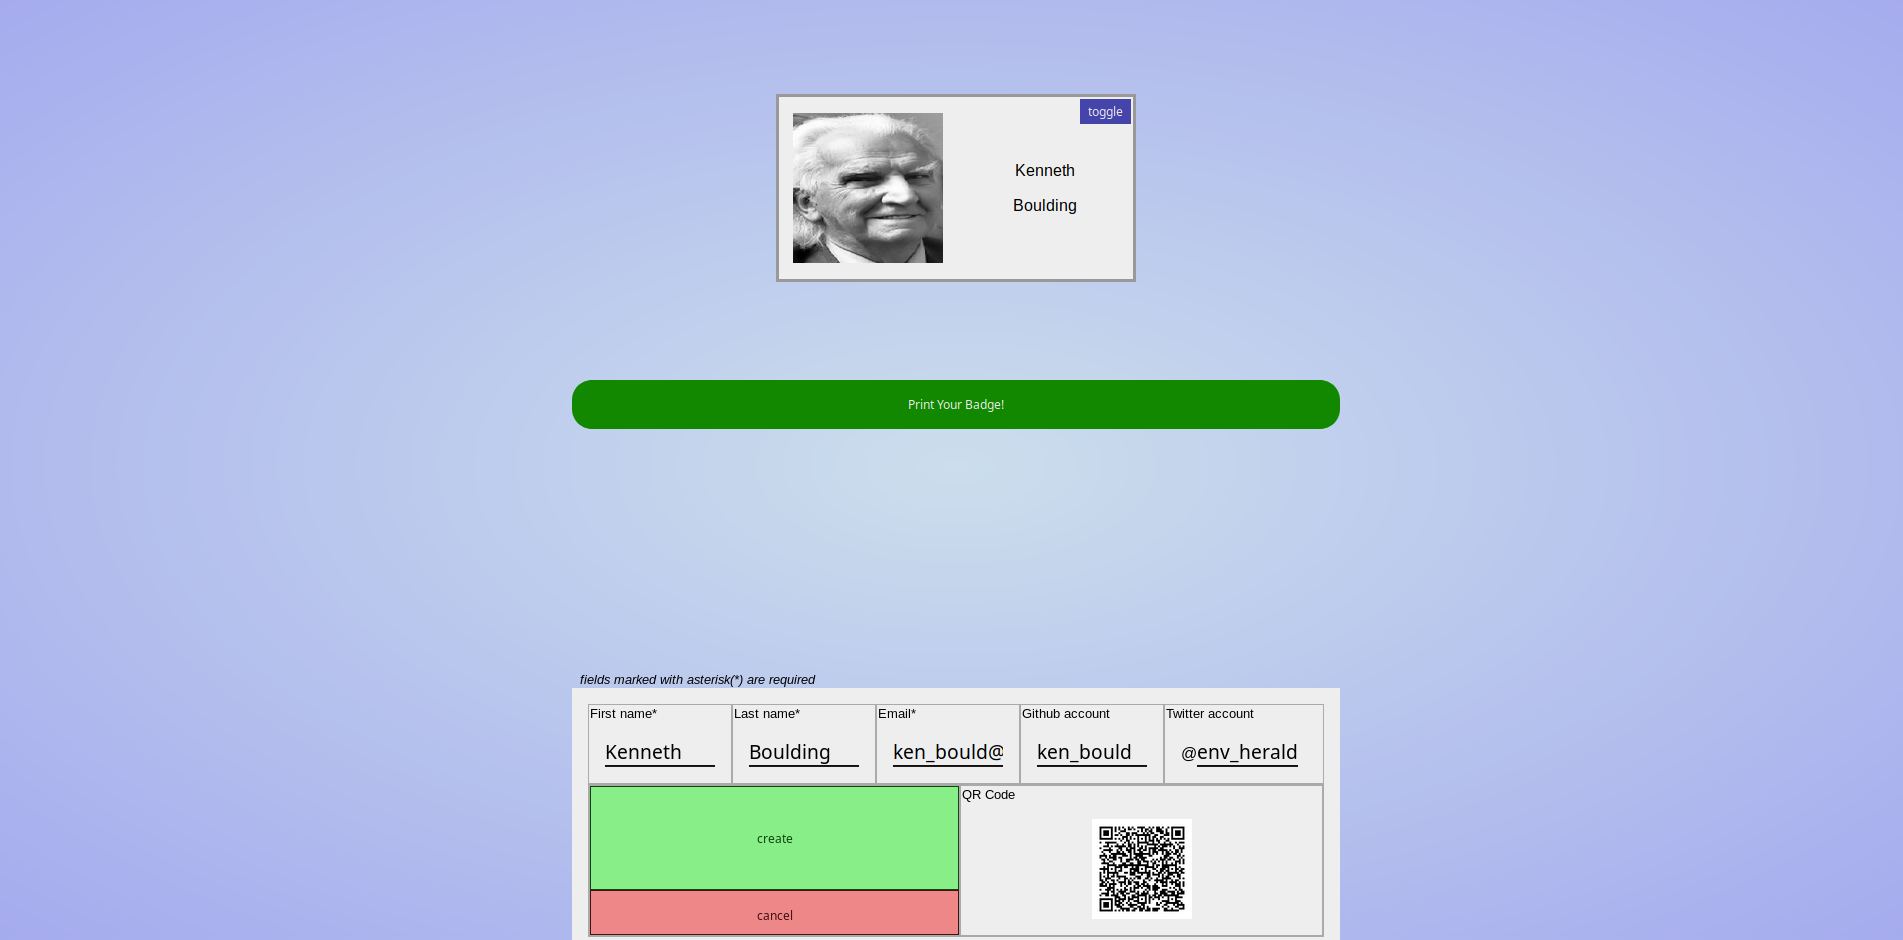 toggle
Kenneth
Boulding
Print Your Badge!
fields marked with asterisk(*) are required
First name*
Last name*
Email*
Github account
Twitter account
Kenneth
Boulding
ken_bould@
ken_bould
@env_herald
create
QR Code
cancel